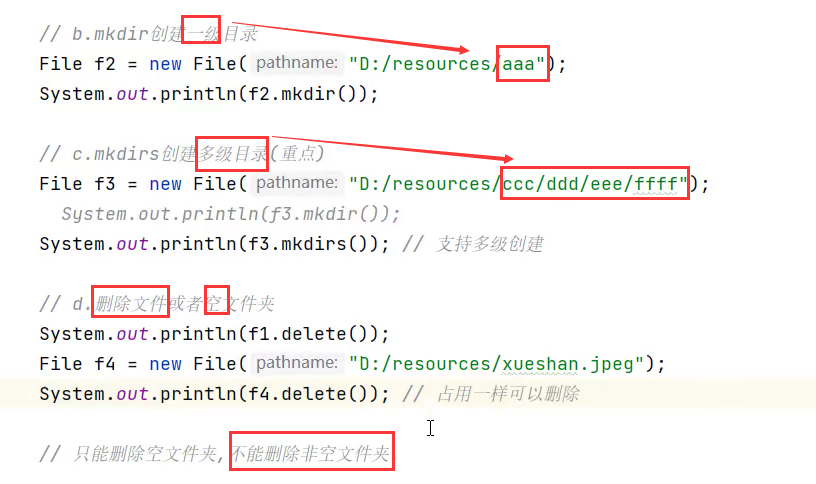 // b.mkdir创建一级目录
File f2 = new File( pathname: "D:/resources/aaa");
System.out.println(f2.mkdir());
// c.mkdirs创建多级目录(重点)
File f3 = new File( pathname: "D:/resources/ccc/ddd/eee/ffff");
System.out.println(f3.mkdir());
System.out.println(f3.mkdirs()); // 支持多级创建
// d.删除文件或者空文件夹
System.out.println(f1.delete());
File f4 = new File( pathname: "D:/resources/xueshan.jpeg");
System.out.println(f4.delete()); // 占用一样可以删除
// 只能删除空文件夹,不能删除非空文件夹